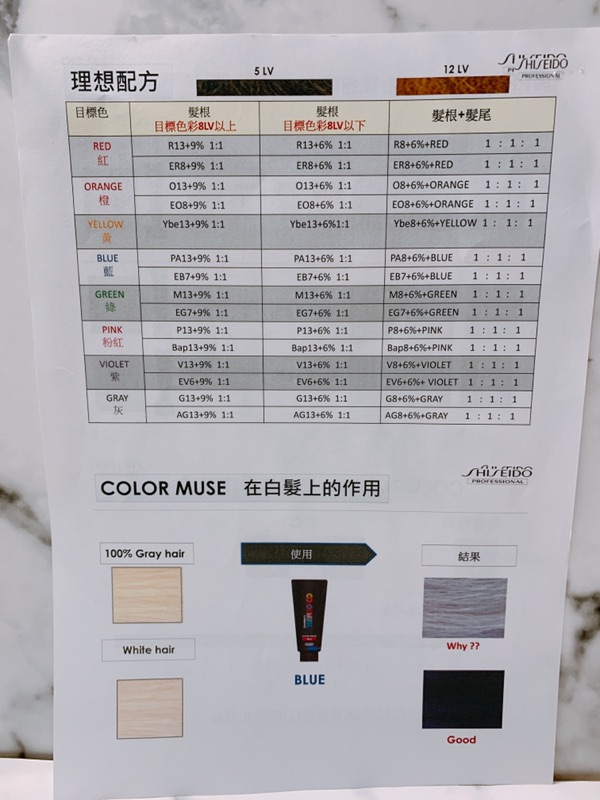 理想配方
5 LV
12 LV
SHISEIDO
PROFESSIONAL
目標色 髮根 髮根 髮根+髮尾
目標色彩8LV以上 目標色彩8LV以下
RED R13+9% 1:1 R13+6% 1:1 R8+6%+RED 1 : 1 : 1
紅 ER8+9% 1:1 ER8+6% 1:1 ER8+6%+RED 1 : 1 : 1
ORANGE O13+9% 1:1 O13+6% 1:1 O8+6%+ORANGE 1 : 1 : 1
橙 EO8+9% 1:1 EO8+6% 1:1 EO8+6%+ORANGE 1 : 1 : 1
YELLOW Ybe13+9% 1:1 Ybe13+6%1:1 Ybe8+6%+YELLOW 1 : 1 : 1
黃
BLUE PA13+9% 1:1 PA13+6% 1:1 PA8+6%+BLUE 1 : 1 : 1
藍 EB7+9% 1:1 EB7+6% 1:1 EB7+6%+BLUE 1 : 1 : 1
GREEN M13+9% 1:1 M13+6% 1:1 M8+6%+GREEN 1 : 1 : 1
綠 EG7+9% 1:1 EG7+6% 1:1 EG7+6%+GREEN 1 : 1 : 1
PINK P13+9% 1:1 P13+6% 1:1 P8+6%+PINK 1 : 1 : 1
粉紅 Bap13+9% 1:1 Bap13+6% 1:1 Bap8+6%+PINK 1 : 1 : 1
VIOLET V13+9% 1:1 V13+6% 1:1 V8+6%+VIOLET 1 : 1 : 1
紫 EV6+9% 1:1 EV6+6% 1:1 EV6+6%+ VIOLET 1 : 1 : 1
GRAY G13+9% 1:1 G13+6% 1:1 G8+6%+GRAY 1 : 1 : 1
灰 AG13+9% 1:1 AG13+6% 1:1 AG8+6%+GRAY 1 : 1 : 1
SHISEIDO
PROFESSIONAL
COLOR MUSE 在白髮上的作用
100% Gray hair
使用
結果
Why ??
White hair
BLUE
Good